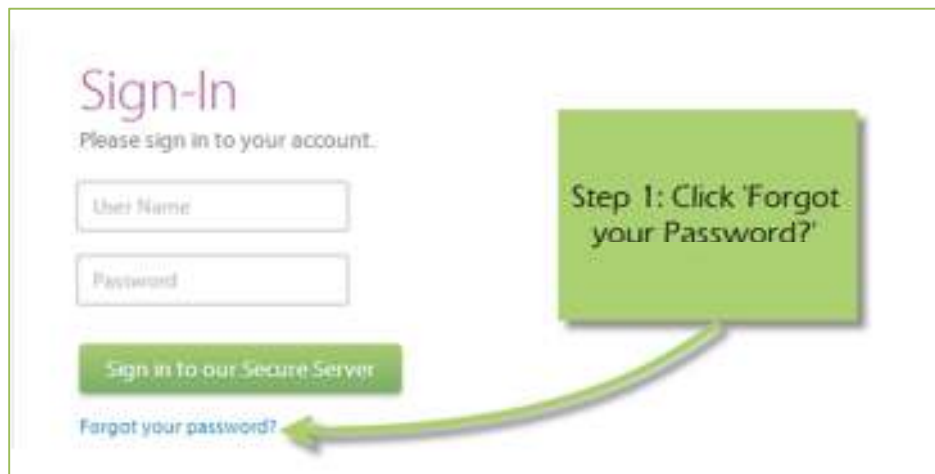 Sign-In
Please sign in to your account.
User Name
Password
Sign in to our Secure Server
Forgot your password?
Step 1: Click 'Forgot
your Password?'